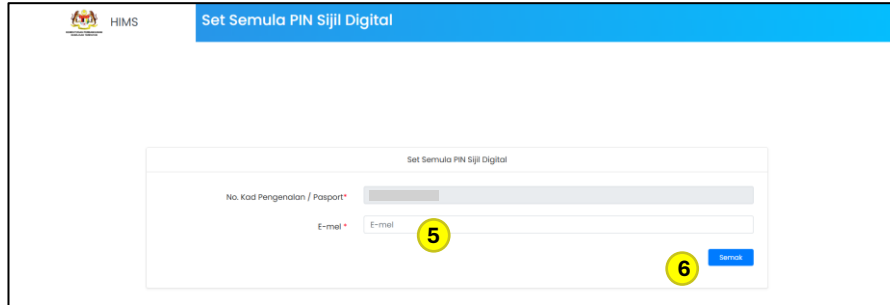 HIMS
Set Semula PIN Sijil Digital
Set Semula PIN Sijil Digital
No. Kad Pengenalan / Pasport*
E-mel *
E-mel
5
6
Semak